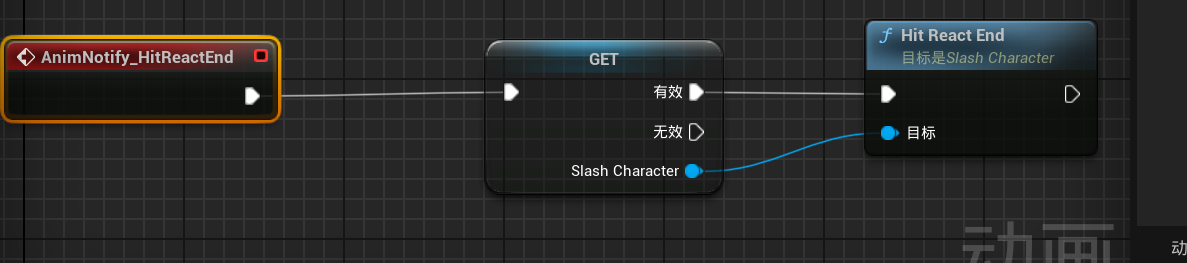 AnimNotify_HitReactEnd
GET
有效
无效
Slash Character
f Hit React End
目标是Slash Character
目标
动画
动